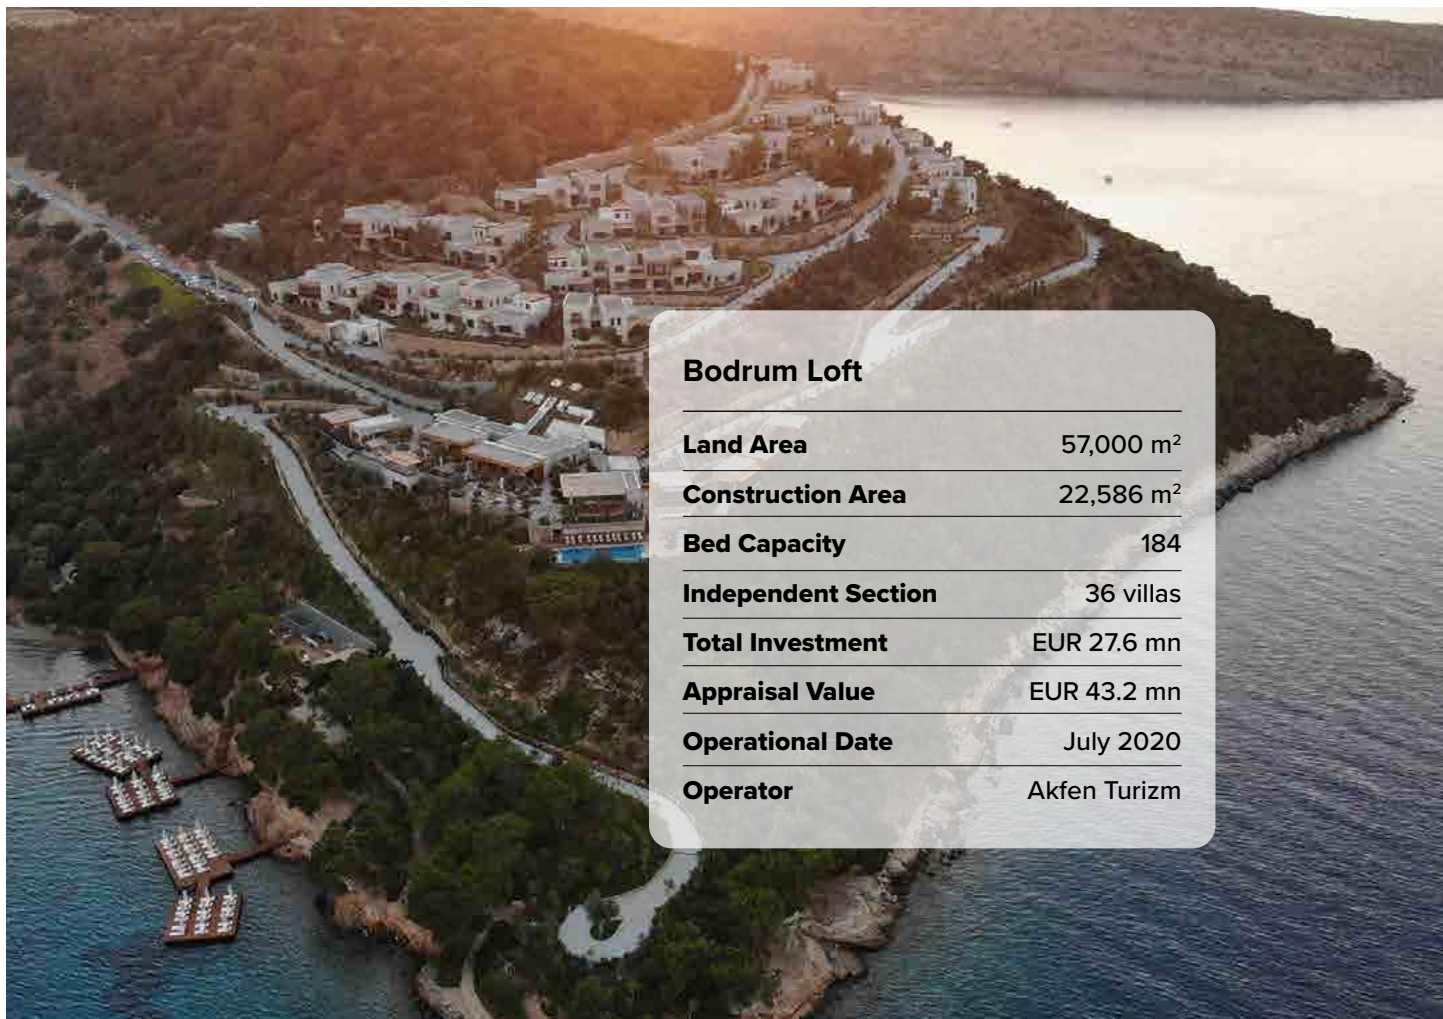 Bodrum Loft
Land Area 57,000 m²
Construction Area 22,586 m²
Bed Capacity 184
Independent Section 36 villas
Total Investment EUR 27.6 mn
Appraisal Value EUR 43.2 mn
Operational Date July 2020
Operator Akfen Turizm